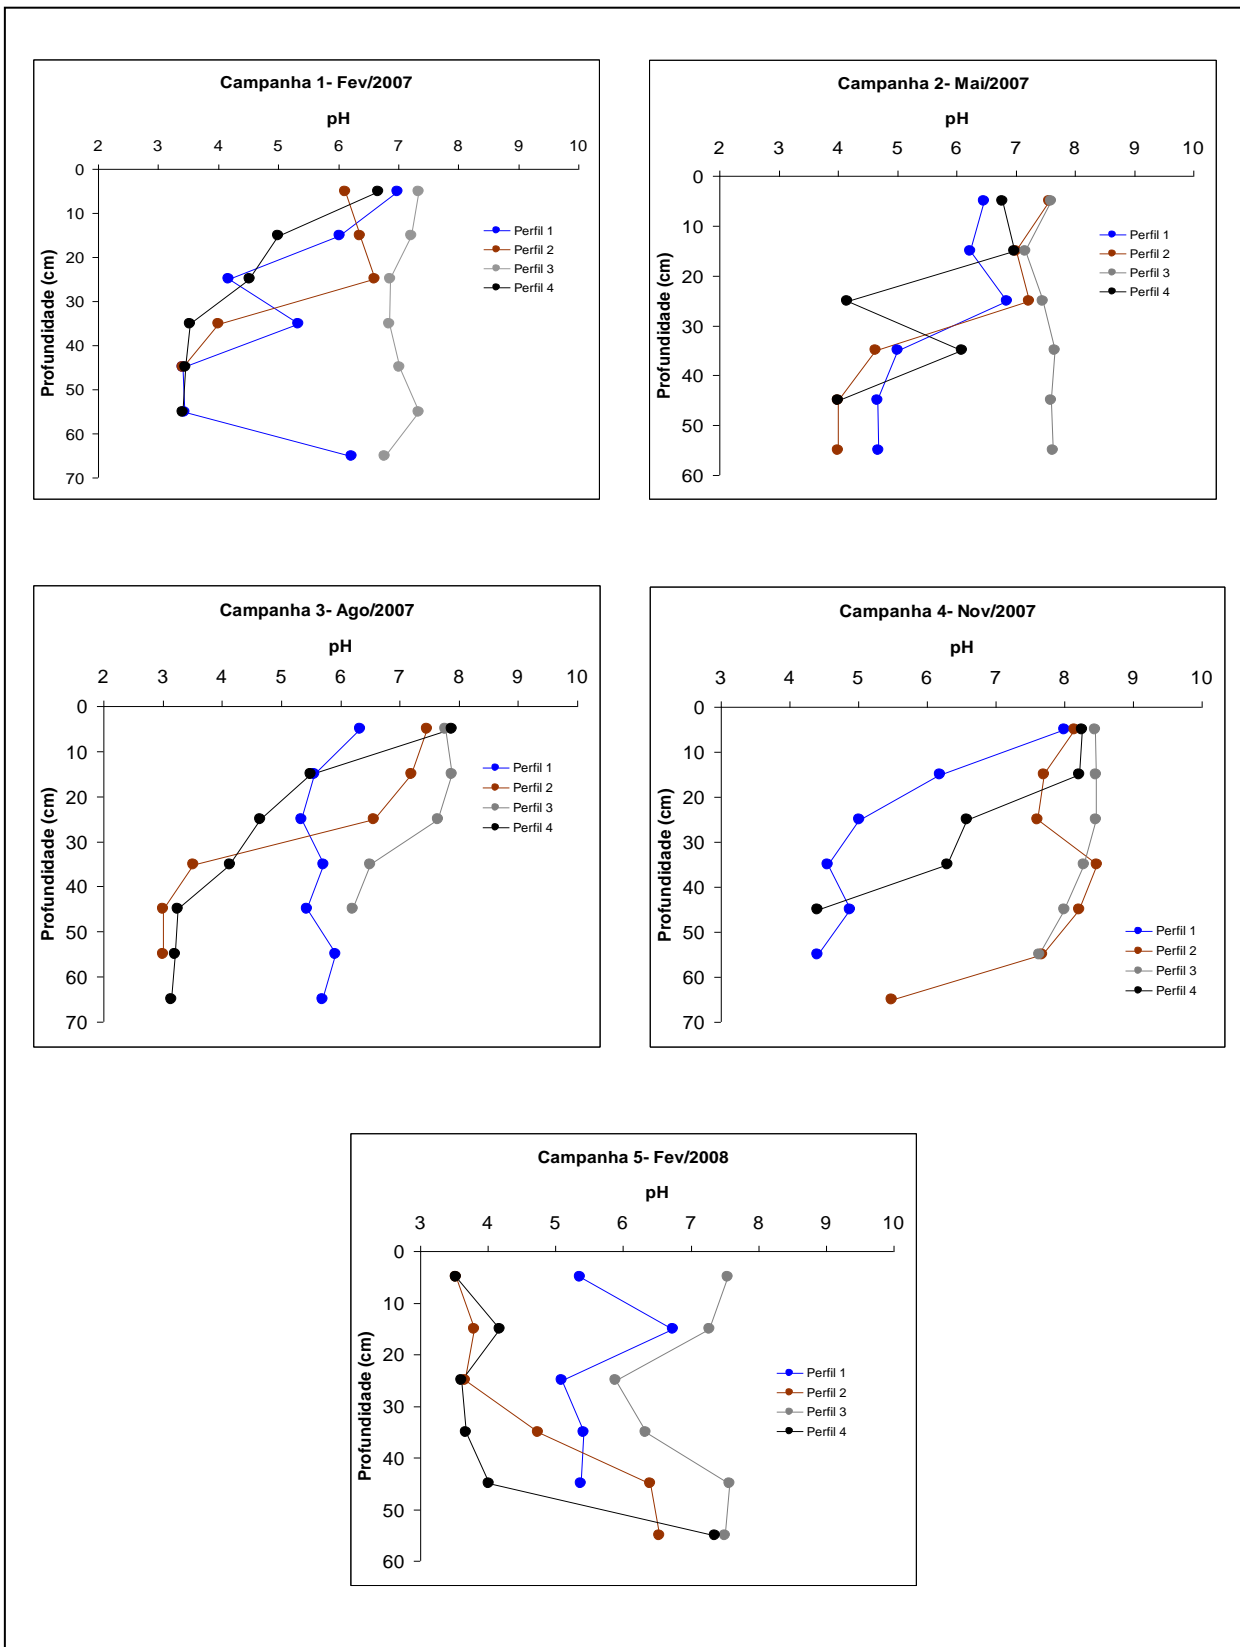 Campanha 1- Fev/2007
pH
2 3 4 5 6 7 8 9 10
0
10
20
30
40
50
60
70
Profundidade (cm)
Perfil 1
Perfil 2
Perfil 3
Perfil 4
Campanha 2- Mai/2007
pH
2 3 4 5 6 7 8 9 10
0
10
20
30
40
50
60
Profundidade (cm)
Perfil 1
Perfil 2
Perfil 3
Perfil 4
Campanha 3- Ago/2007
pH
2 3 4 5 6 7 8 9 10
0
10
20
30
40
50
60
70
Profundidade (cm)
Perfil 1
Perfil 2
Perfil 3
Perfil 4
Campanha 4- Nov/2007
pH
3 4 5 6 7 8 9 10
0
10
20
30
40
50
60
70
Profundidade (cm)
Perfil 1
Perfil 2
Perfil 3
Perfil 4
Campanha 5- Fev/2008
pH
3 4 5 6 7 8 9 10
0
10
20
30
40
50
60
Profundidade (cm)
Perfil 1
Perfil 2
Perfil 3
Perfil 4